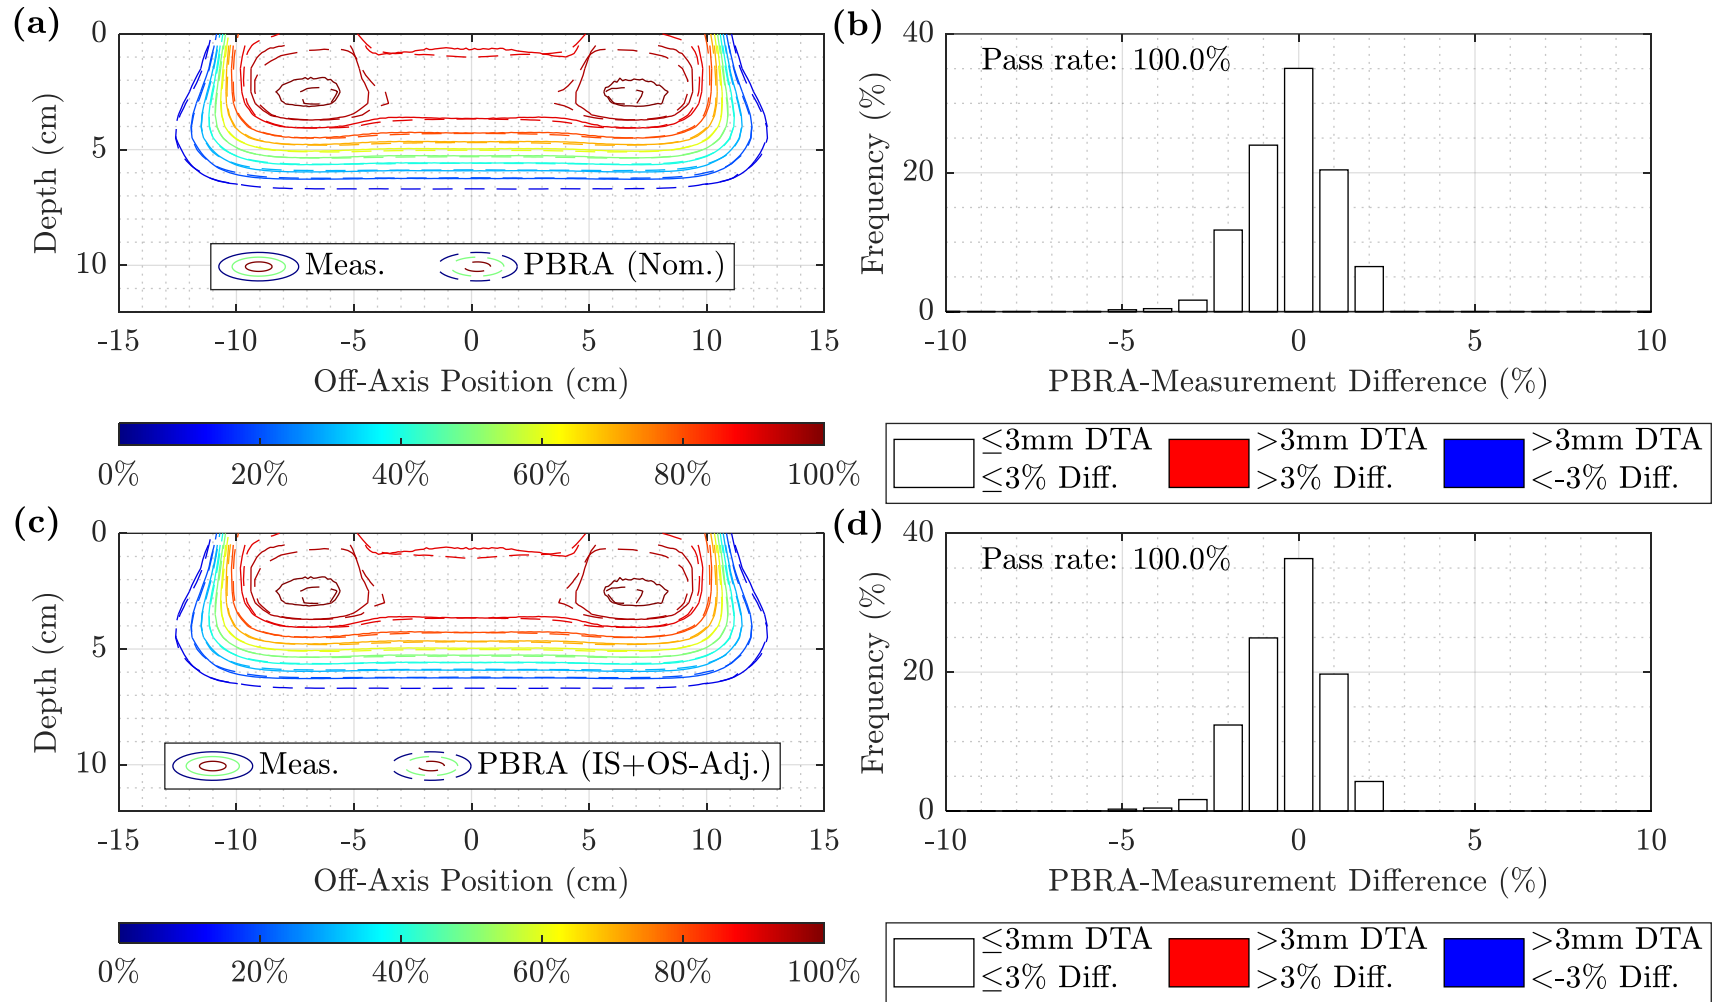 (a)
0
5
10
Depth (cm)
Meas.
PBRA (Nom.)
-15 -10 -5 0 5 10 15
Off-Axis Position (cm)
0% 20% 40% 60% 80% 100%
(b)
40
20
0
Frequency (%)
Pass rate: 100.0%
-10 -5 0 5 10
PBRA-Measurement Difference (%)
≤3mm DTA
≤3% Diff.
>3mm DTA
>3% Diff.
>3mm DTA
<-3% Diff.
(c)
0
5
10
Depth (cm)
Meas.
PBRA (IS+OS-Adj.)
-15 -10 -5 0 5 10 15
Off-Axis Position (cm)
0% 20% 40% 60% 80% 100%
(d)
40
20
0
Frequency (%)
Pass rate: 100.0%
-10 -5 0 5 10
PBRA-Measurement Difference (%)
≤3mm DTA
≤3% Diff.
>3mm DTA
>3% Diff.
>3mm DTA
<-3% Diff.